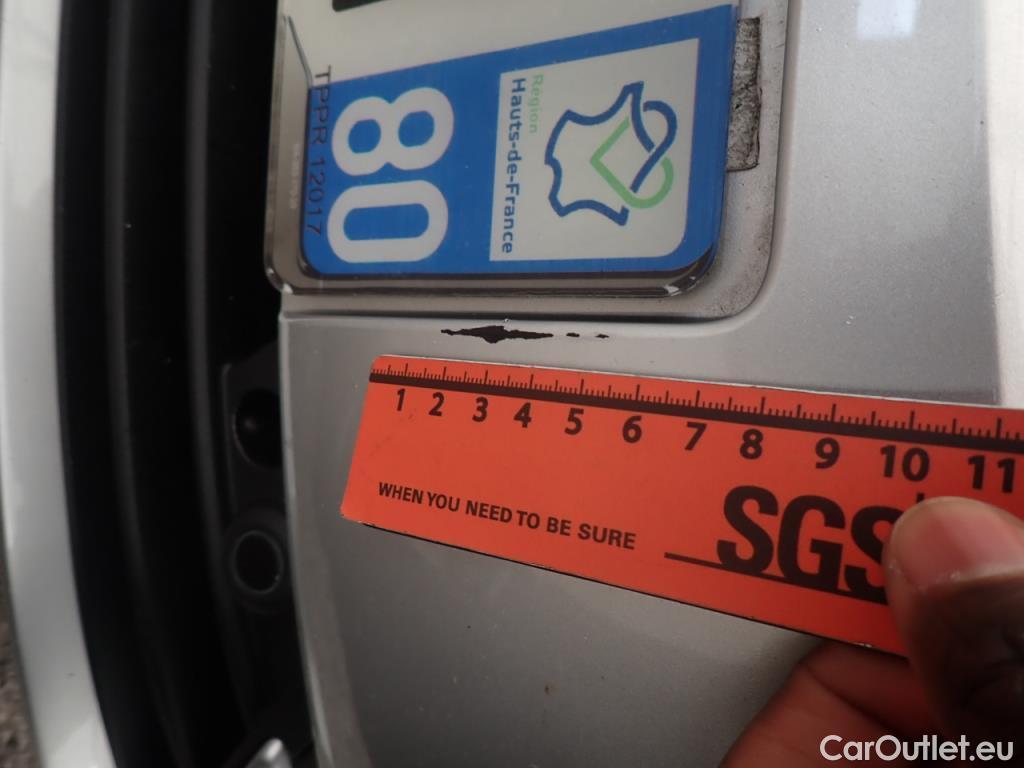 TPPR 12017
80
Region
Hauts-de-France
1 2 3 4 5 6 7 8 9 10 11
WHEN YOU NEED TO BE SURE
SGS
CarOutlet.eu